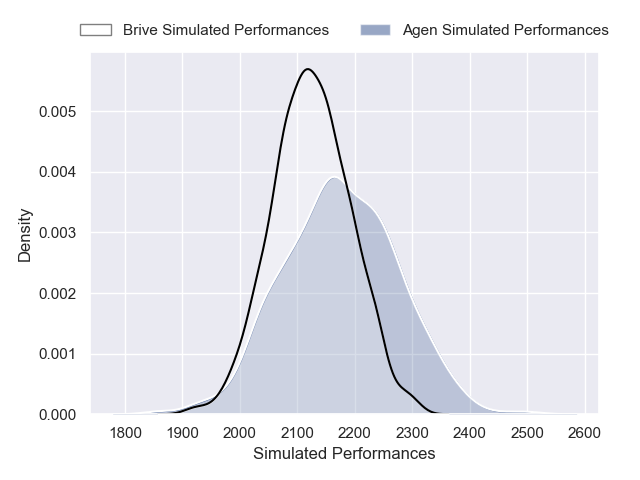 Brive Simulated Performances Agen Simulated Performances
0.005
0.004
0.003
0.002
0.001
0.000
Density
1800 1900 2000 2100 2200 2300 2400 2500 2600
Simulated Performances